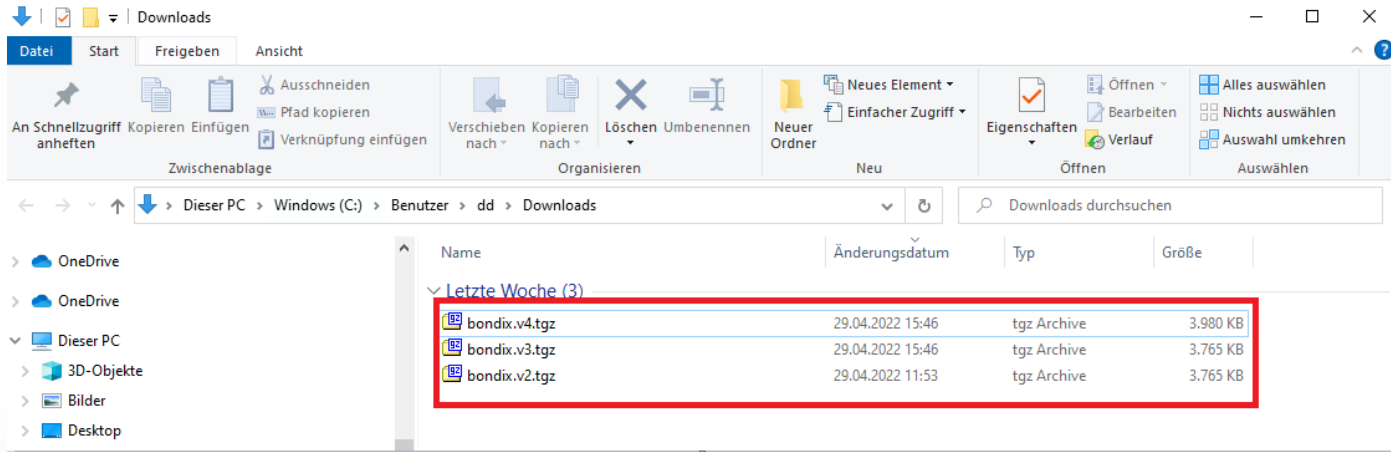 Downloads
Datei Start Freigeben Ansicht
An Schnellzugriff anheften
Kopieren
Einfügen
Ausschneiden
Pfad kopieren
Verknüpfung einfügen
Zwischenablage
Verschieben nach
Kopieren nach
Löschen
Umbenennen
Organisieren
Neuer Ordner
Neues Element
Einfacher Zugriff
Neu
Eigenschaften
Öffnen
Bearbeiten
Verlauf
Öffnen
Alles auswählen
Nichts auswählen
Auswahl umkehren
Auswählen
Dieser PC > Windows (C:) > Benutzer > dd > Downloads
Downloads durchsuchen
OneDrive
OneDrive
Dieser PC
3D-Objekte
Bilder
Desktop
Name Änderungsdatum Typ Größe
Letzte Woche (3)
bondix.v4.tgz 29.04.2022 15:46 tgz Archive 3.980 KB
bondix.v3.tgz 29.04.2022 15:46 tgz Archive 3.765 KB
bondix.v2.tgz 29.04.2022 11:53 tgz Archive 3.765 KB